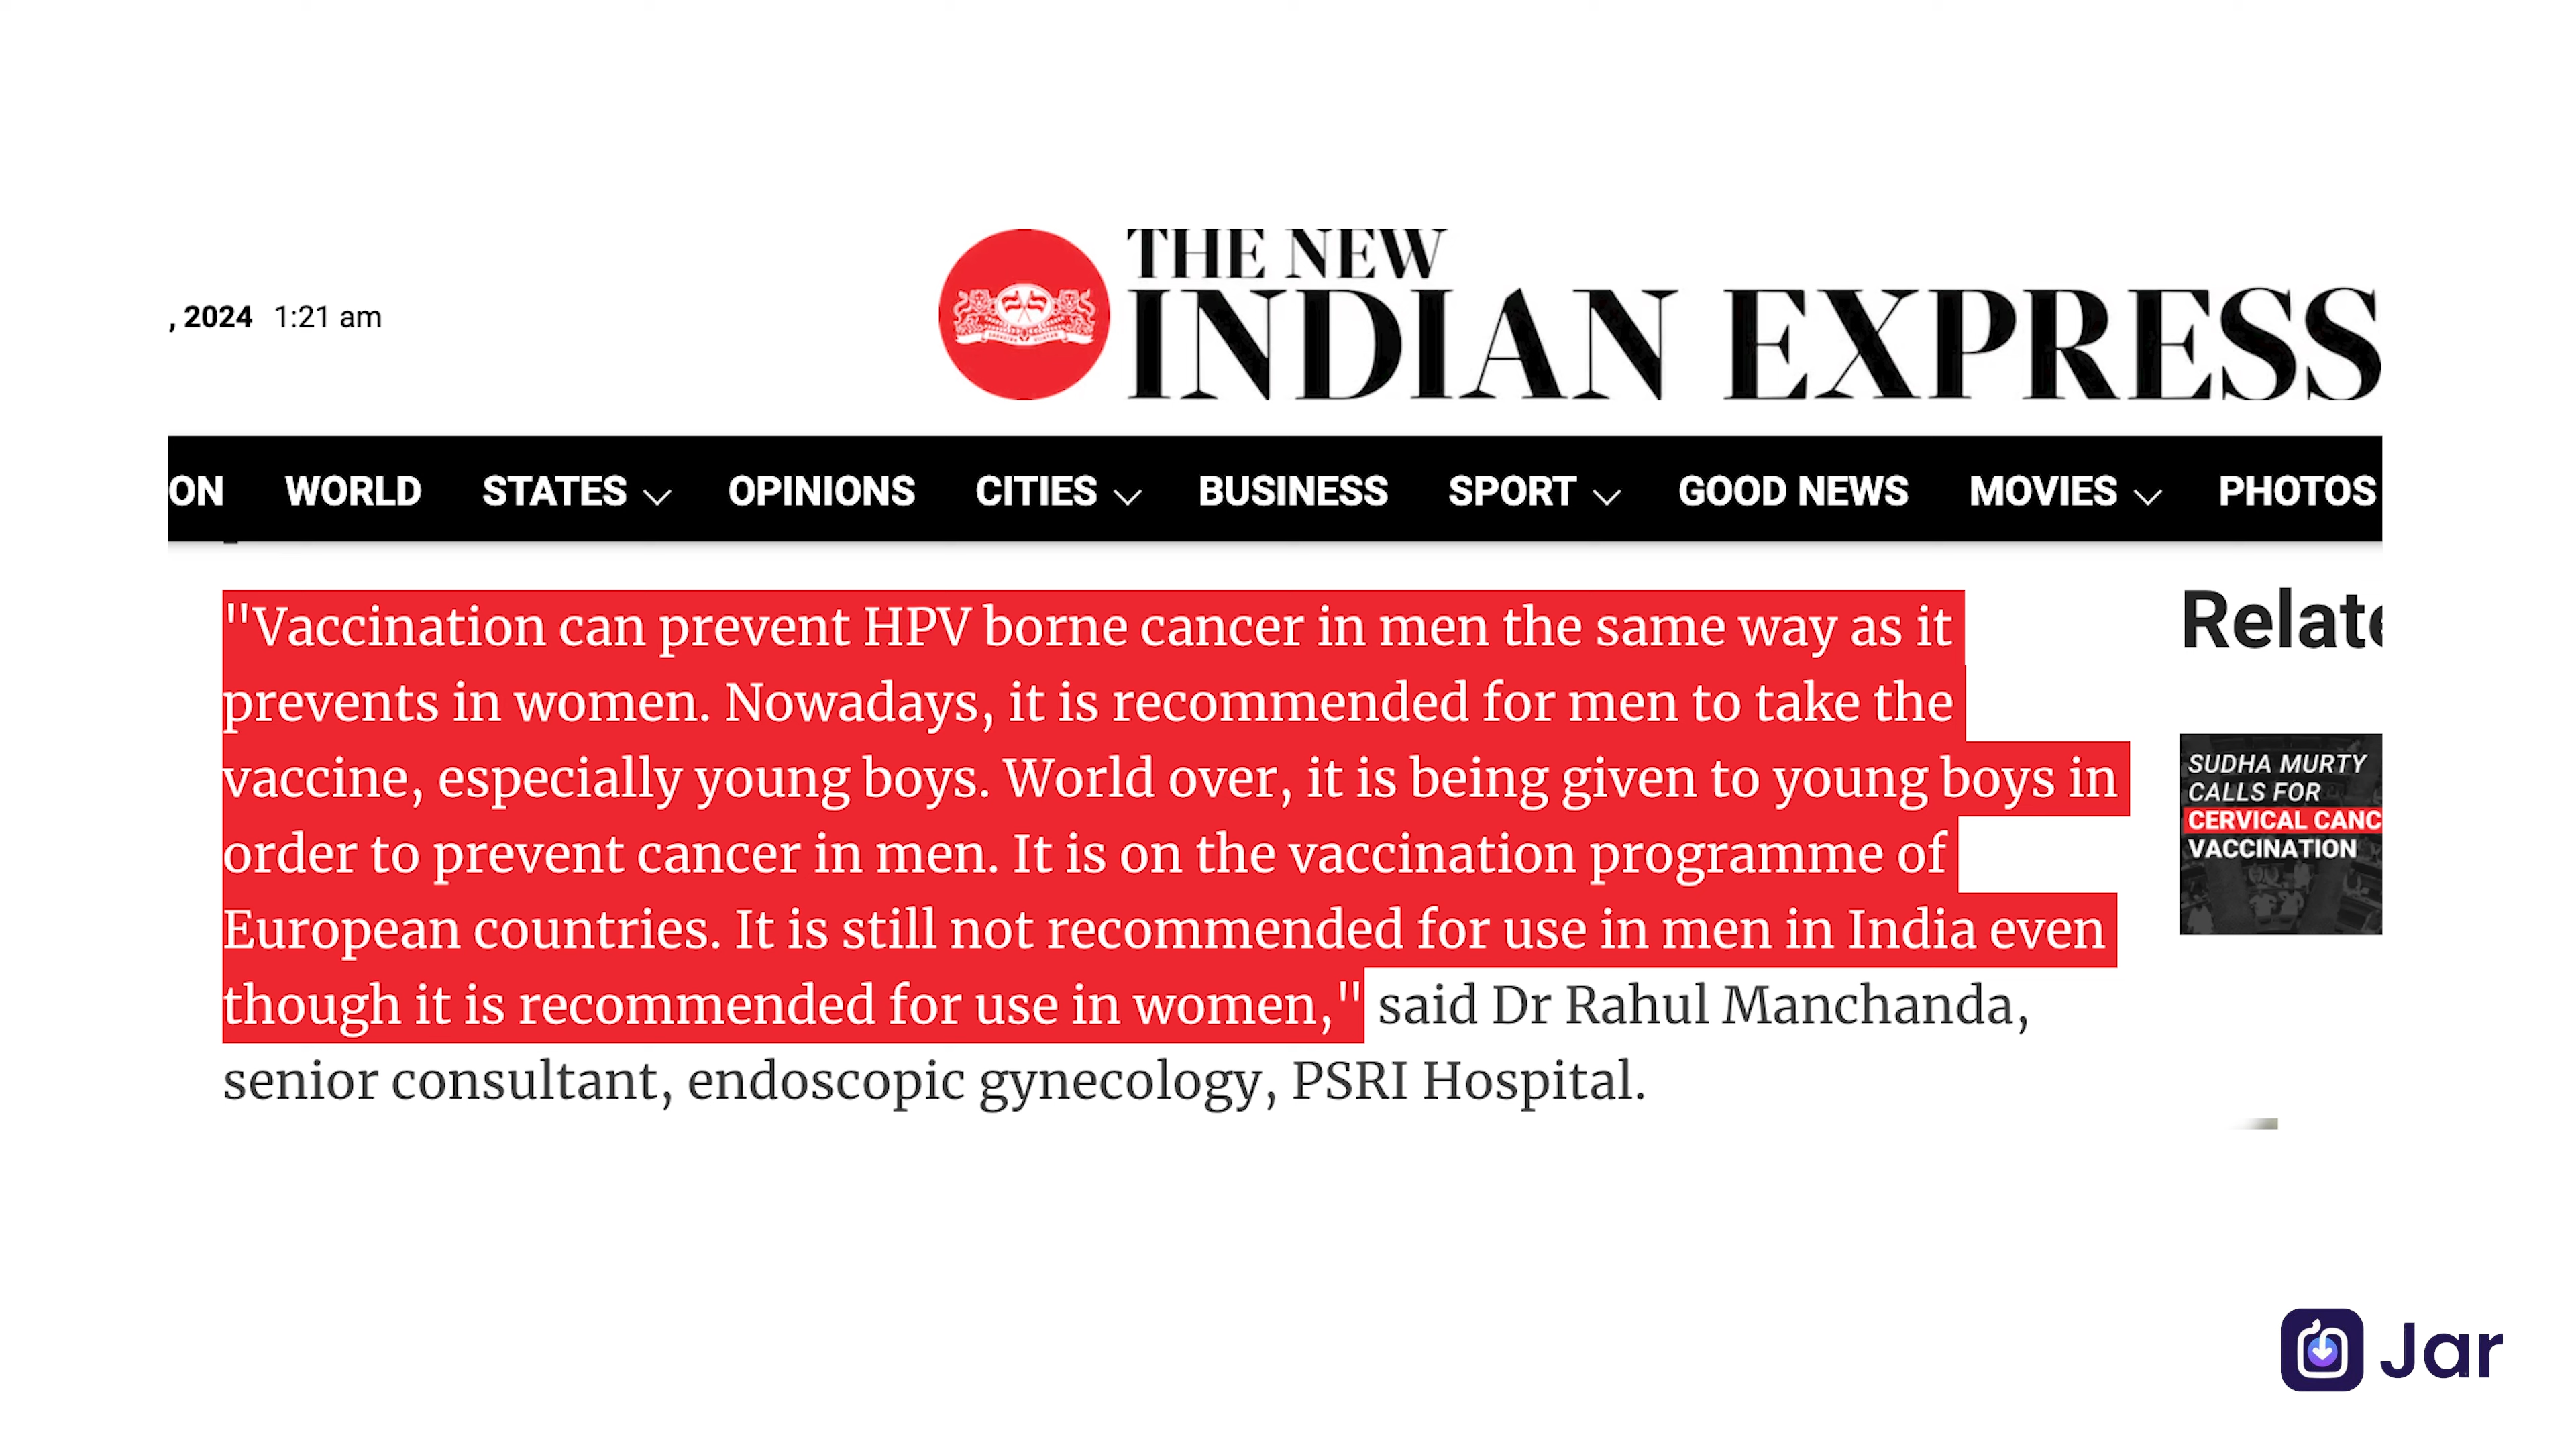 THE NEW
INDIAN EXPRESS
, 2024 1:21 am
ON WORLD STATES OPINIONS CITIES BUSINESS SPORT GOOD NEWS MOVIES PHOTOS
"Vaccination can prevent HPV borne cancer in men the same way as it
prevents in women. Nowadays, it is recommended for men to take the
vaccine, especially young boys. World over, it is being given to young boys in
order to prevent cancer in men. It is on the vaccination programme of
European countries. It is still not recommended for use in men in India even
though it is recommended for use in women," said Dr Rahul Manchanda,
senior consultant, endoscopic gynecology, PSRI Hospital.
Relate
SUDHA MURTY
CALLS FOR
CERVICAL CANC
VACCINATION
Jar